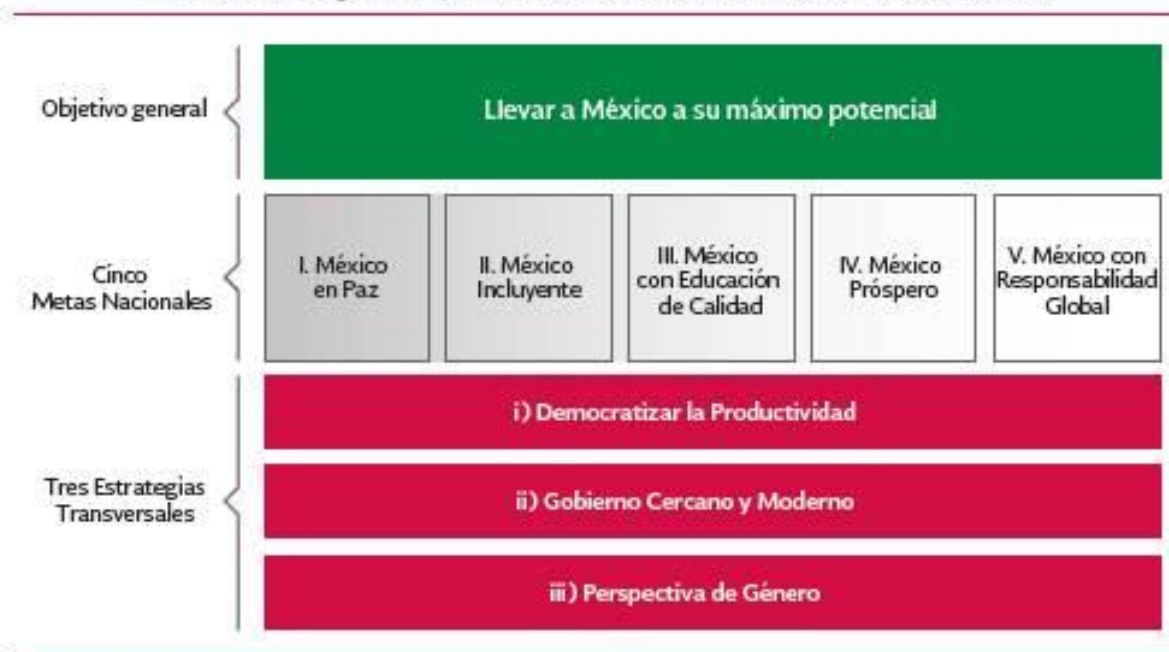 Objetivo general
Llevar a México a su máximo potencial
Cinco
Metas Nacionales
I. México
en Paz
II. México
Incluyente
III. México
con Educación
de Calidad
IV. México
Próspero
V. México con
Responsabilidad
Global
Tres Estrategias
Transversales
i) Democratizar la Productividad
ii) Gobierno Cercano y Moderno
iii) Perspectiva de Género